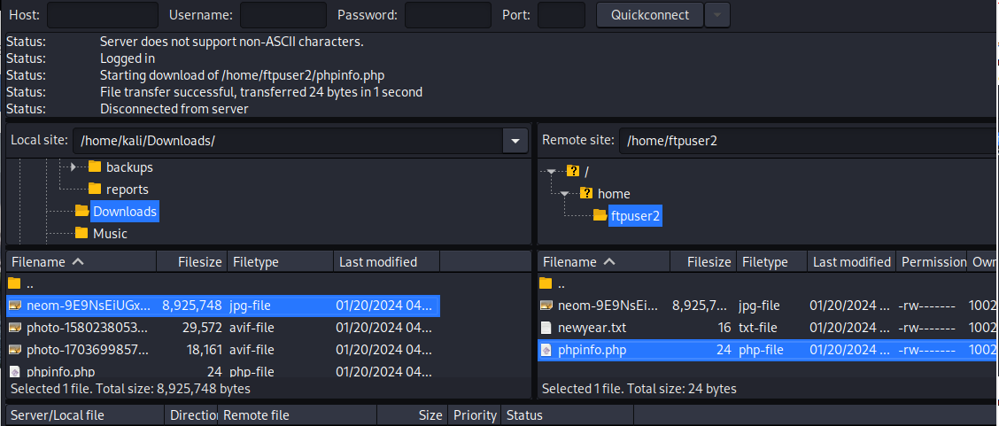 Host: Username: Password: Port: Quickconnect
Status: Server does not support non-ASCII characters.
Status: Logged in
Status: Starting download of /home/ftpuser2/phpinfo.php
Status: File transfer successful, transferred 24 bytes in 1 second
Status: Disconnected from server
Local site: /home/kali/Downloads/
backups
reports
Downloads
Music
Filename Filesize Filetype Last modified
..
neom-9E9NsEiUGx... 8,925,748 jpg-file 01/20/2024 04...
photo-1580238053... 29,572 avif-file 01/20/2024 04...
photo-1703699857... 18,161 avif-file 01/20/2024 04...
phpinfo.php 24 php-file 01/20/2024 04...
Selected 1 file. Total size: 8,925,748 bytes
Remote site: /home/ftpuser2
/
home
ftpuser2
Filename Filesize Filetype Last modified Permission Own
..
neom-9E9NsEi... 8,925,7... jpg-file 01/20/2024 ... -rw------- 1002
newyear.txt 16 txt-file 01/20/2024 ... -rw------- 1002
phpinfo.php 24 php-file 01/20/2024 ... -rw------- 1002
Selected 1 file. Total size: 24 bytes
Server/Local file Direction Remote file Size Priority Status